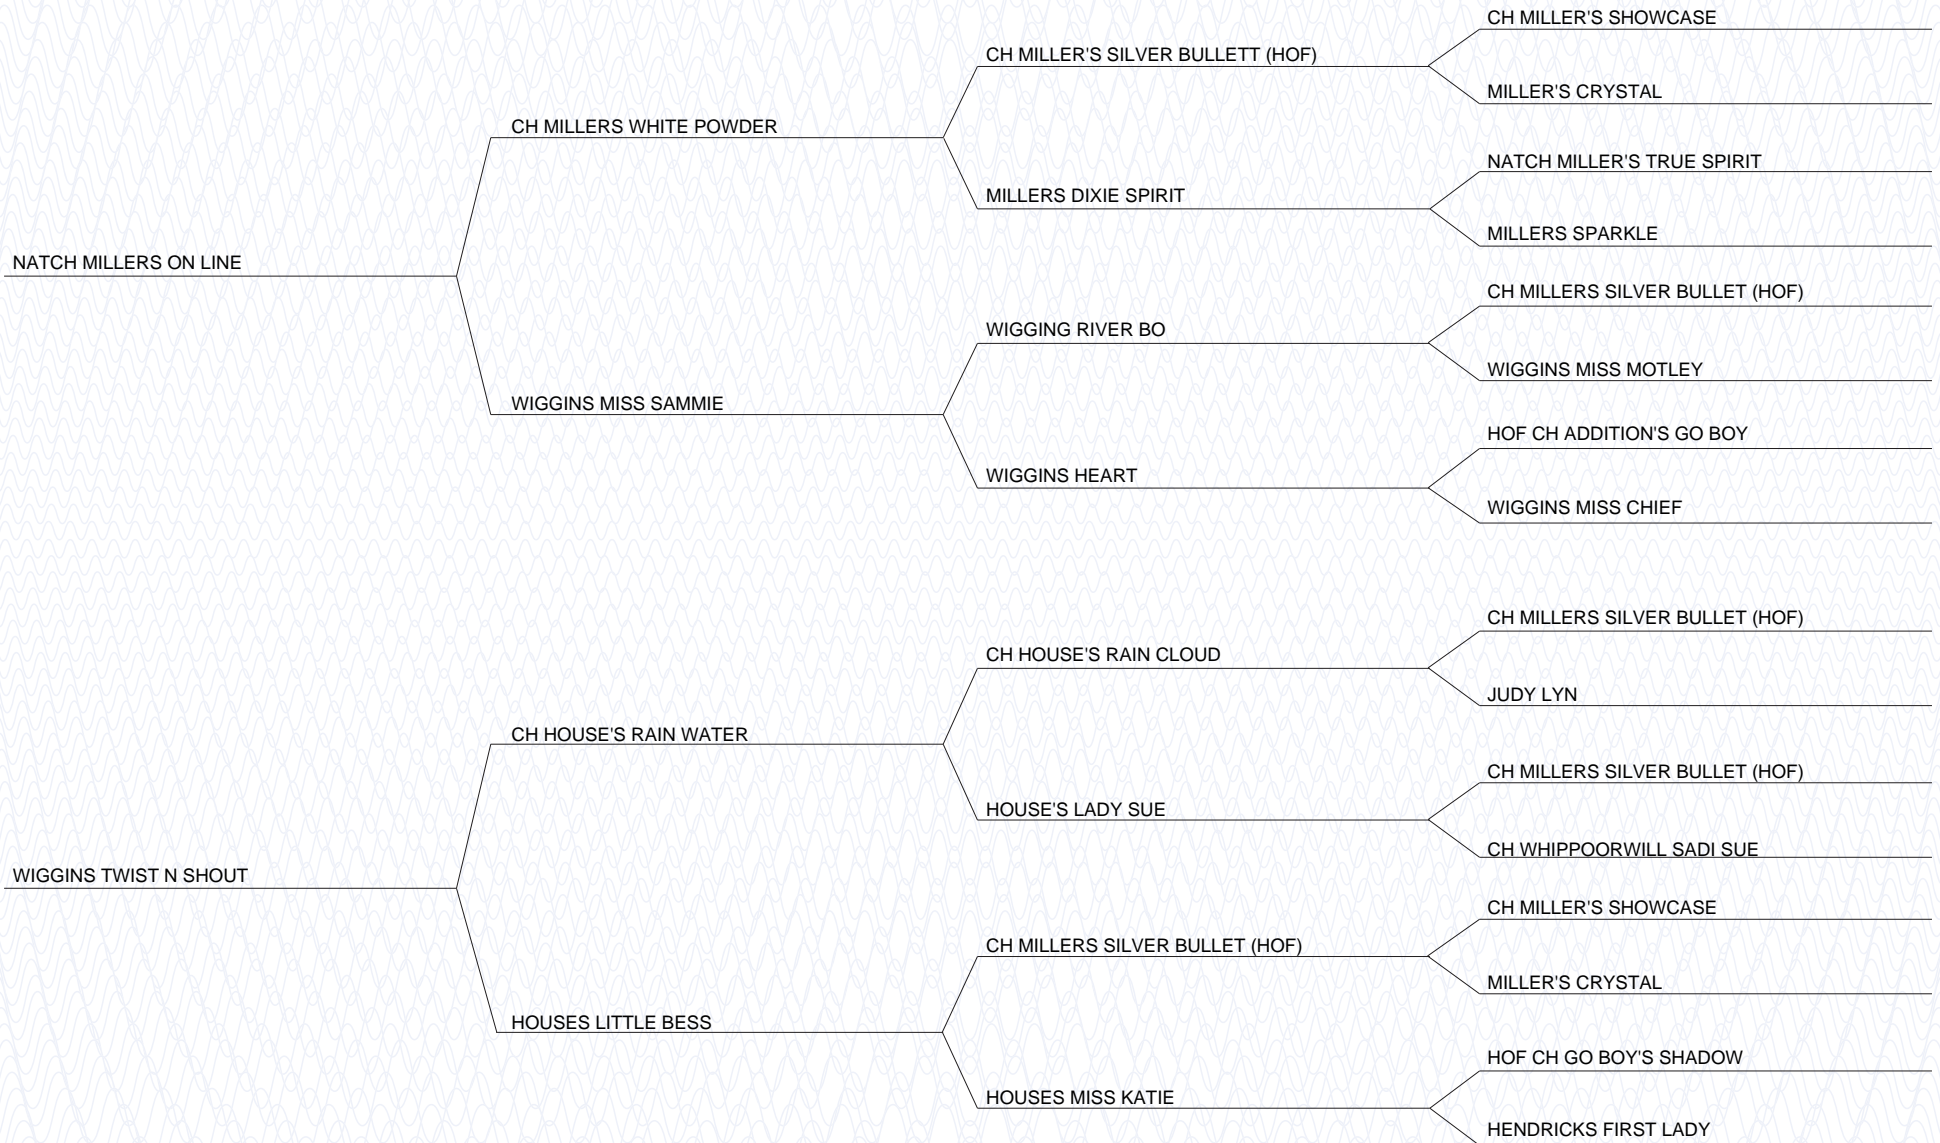 CH MILLER'S SHOWCASE
CH MILLER'S SILVER BULLETT (HOF)
MILLER'S CRYSTAL
CH MILLERS WHITE POWDER
NATCH MILLER'S TRUE SPIRIT
MILLERS DIXIE SPIRIT
MILLERS SPARKLE
NATCH MILLERS ON LINE
CH MILLERS SILVER BULLET (HOF)
WIGGING RIVER BO
WIGGINS MISS MOTLEY
WIGGINS MISS SAMMIE
HOF CH ADDITION'S GO BOY
WIGGINS HEART
WIGGINS MISS CHIEF
CH MILLERS SILVER BULLET (HOF)
CH HOUSE'S RAIN CLOUD
JUDY LYN
CH HOUSE'S RAIN WATER
CH MILLERS SILVER BULLET (HOF)
HOUSE'S LADY SUE
CH WHIPPOORWILL SADI SUE
WIGGINS TWIST N SHOUT
CH MILLER'S SHOWCASE
CH MILLERS SILVER BULLET (HOF)
MILLER'S CRYSTAL
HOUSES LITTLE BESS
HOF CH GO BOY'S SHADOW
HOUSES MISS KATIE
HENDRICKS FIRST LADY